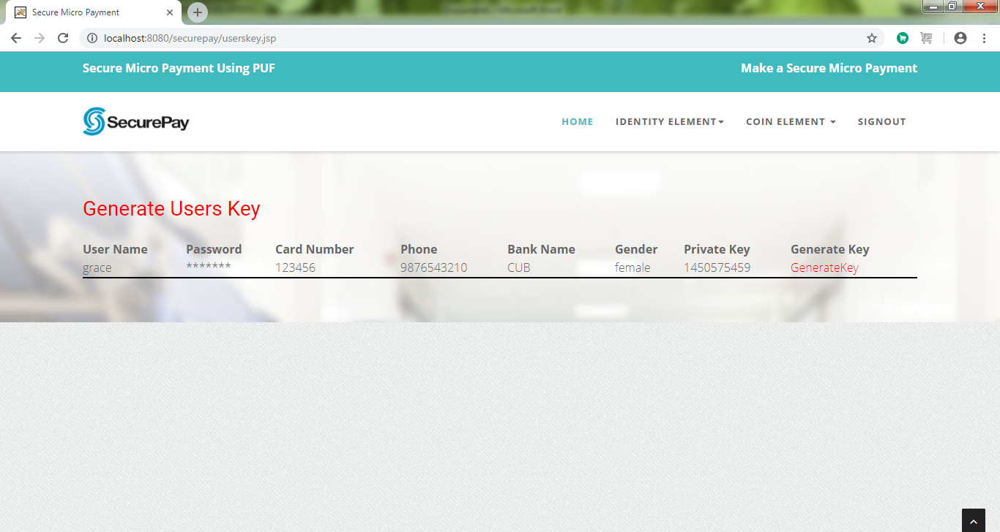 Secure Micro Payment
localhost:8080/securepay/userskey.jsp
Secure Micro Payment Using PUF Make a Secure Micro Payment
SecurePay HOME IDENTITY ELEMENT COIN ELEMENT SIGNOUT
Generate Users Key
User Name Password Card Number Phone Bank Name Gender Private Key Generate Key
grace ******* 123456 9876543210 CUB female 1450575459 GenerateKey